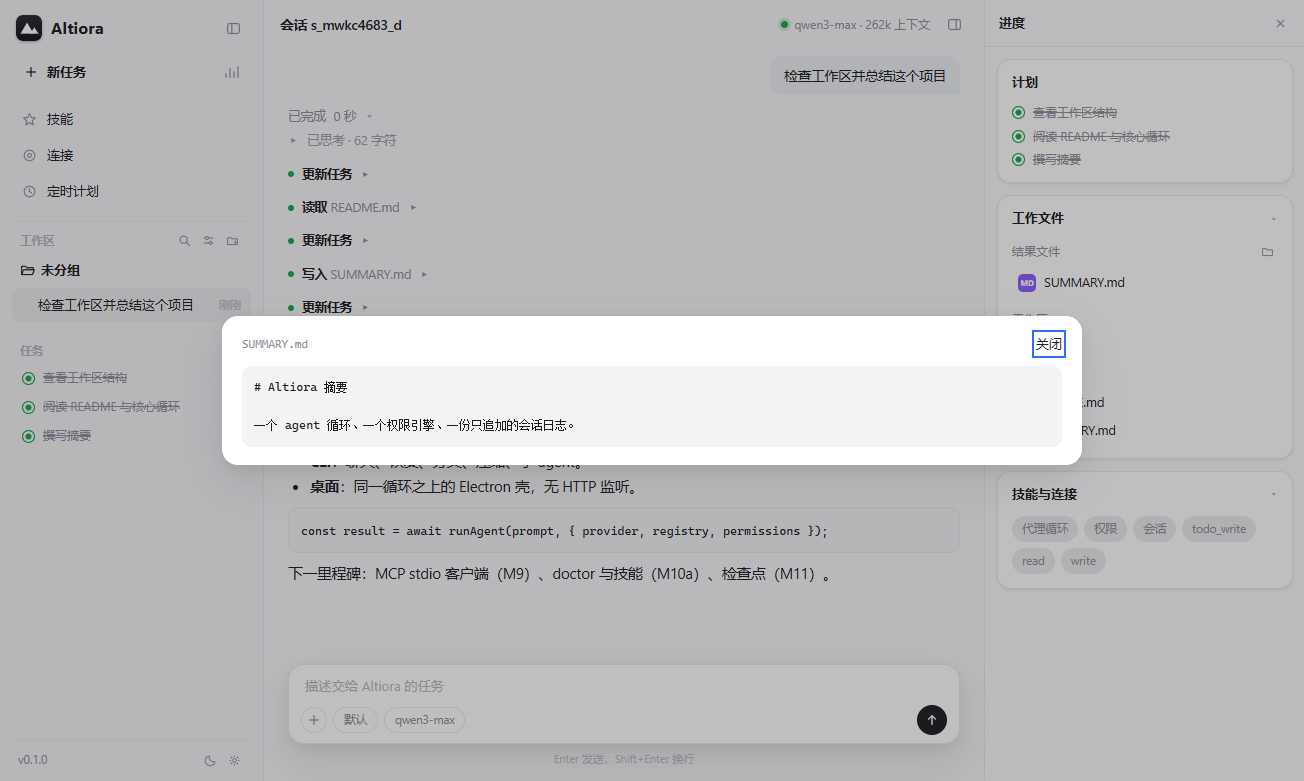 Altiora
新任务
技能
连接
定时计划
工作区
未分组
检查工作区并总结这个项目 刚刚
任务
查看工作区结构
阅读 README 与核心循环
撰写摘要
v0.1.0
会话 s_mwkc4683_d
qwen3-max · 262k 上下文
检查工作区并总结这个项目
已完成 0 秒
已思考 · 62 字符
更新任务
读取 README.md
更新任务
写入 SUMMARY.md
更新任务
SUMMARY.md
关闭
# Altiora 摘要
一个 agent 循环、一个权限引擎、一份只追加的会话日志。
桌面：同一循环之上的 Electron 壳，无 HTTP 监听。
const result = await runAgent(prompt, { provider, registry, permissions });
下一里程碑：MCP stdio 客户端（M9）、doctor 与技能（M10a）、检查点（M11）。
描述交给 Altiora 的任务
默认
qwen3-max
Enter 发送，Shift+Enter 换行
进度
计划
查看工作区结构
阅读 README 与核心循环
撰写摘要
工作文件
结果文件
MD SUMMARY.md
.md
RY.md
技能与连接
代理循环 权限 会话 todo_write
read write